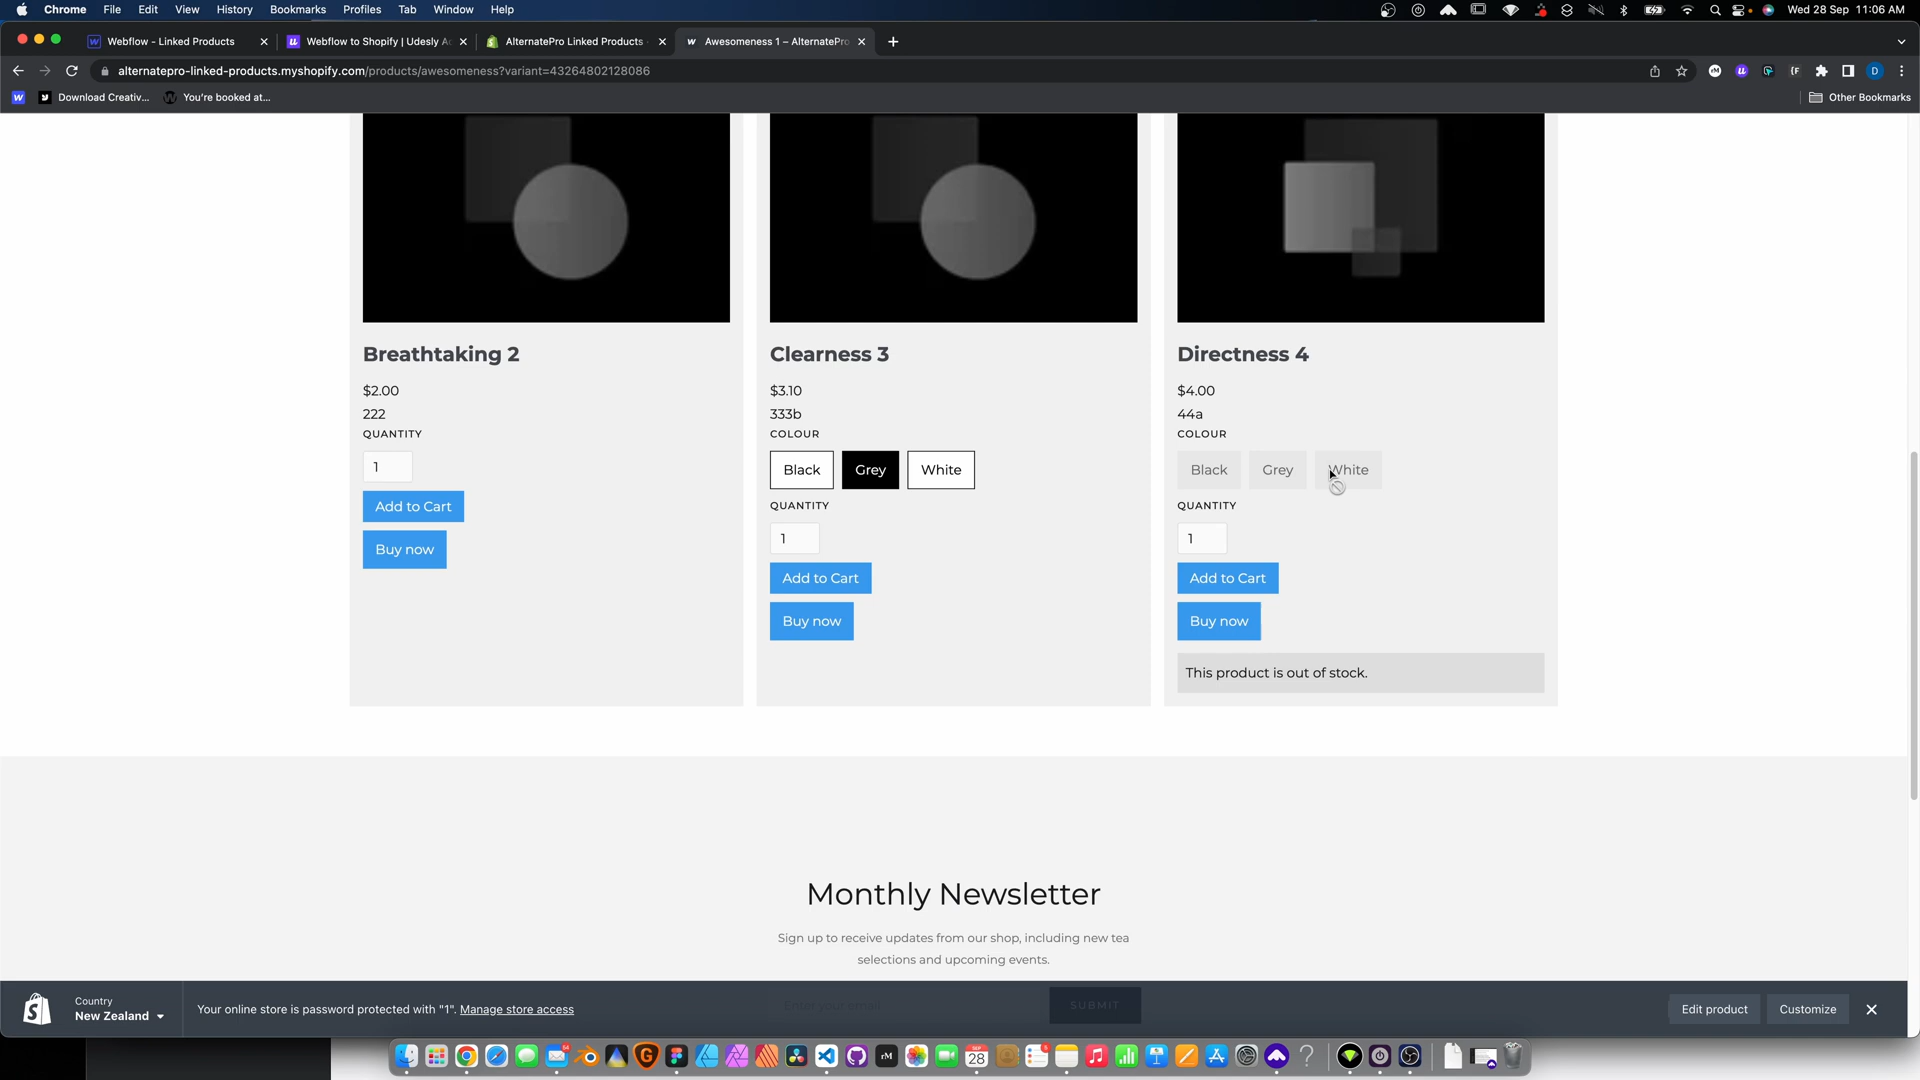 Chrome File Edit View History Bookmarks Profiles Tab Window Help Wed 28 Sep 11:06 AM
Webflow - Linked Products Webflow to Shopify | Udesly A AlternatePro Linked Products Awesomeness 1 – AlternatePro
alternatepro-linked-products.myshopify.com/products/awesomeness?variant=43264802128086
Download Creativ... You're booked at... Other Bookmarks
Breathtaking 2
$2.00
222
QUANTITY
1
Add to Cart
Buy now
Clearness 3
$3.10
333b
COLOUR
Black Grey White
QUANTITY
1
Add to Cart
Buy now
Directness 4
$4.00
44a
COLOUR
Black Grey White
QUANTITY
1
Add to Cart
Buy now
This product is out of stock.
Monthly Newsletter
Sign up to receive updates from our shop, including new tea
selections and upcoming events.
Enter your email SUBMIT
Country
New Zealand
Your online store is password protected with "1". Manage store access
Edit product Customize